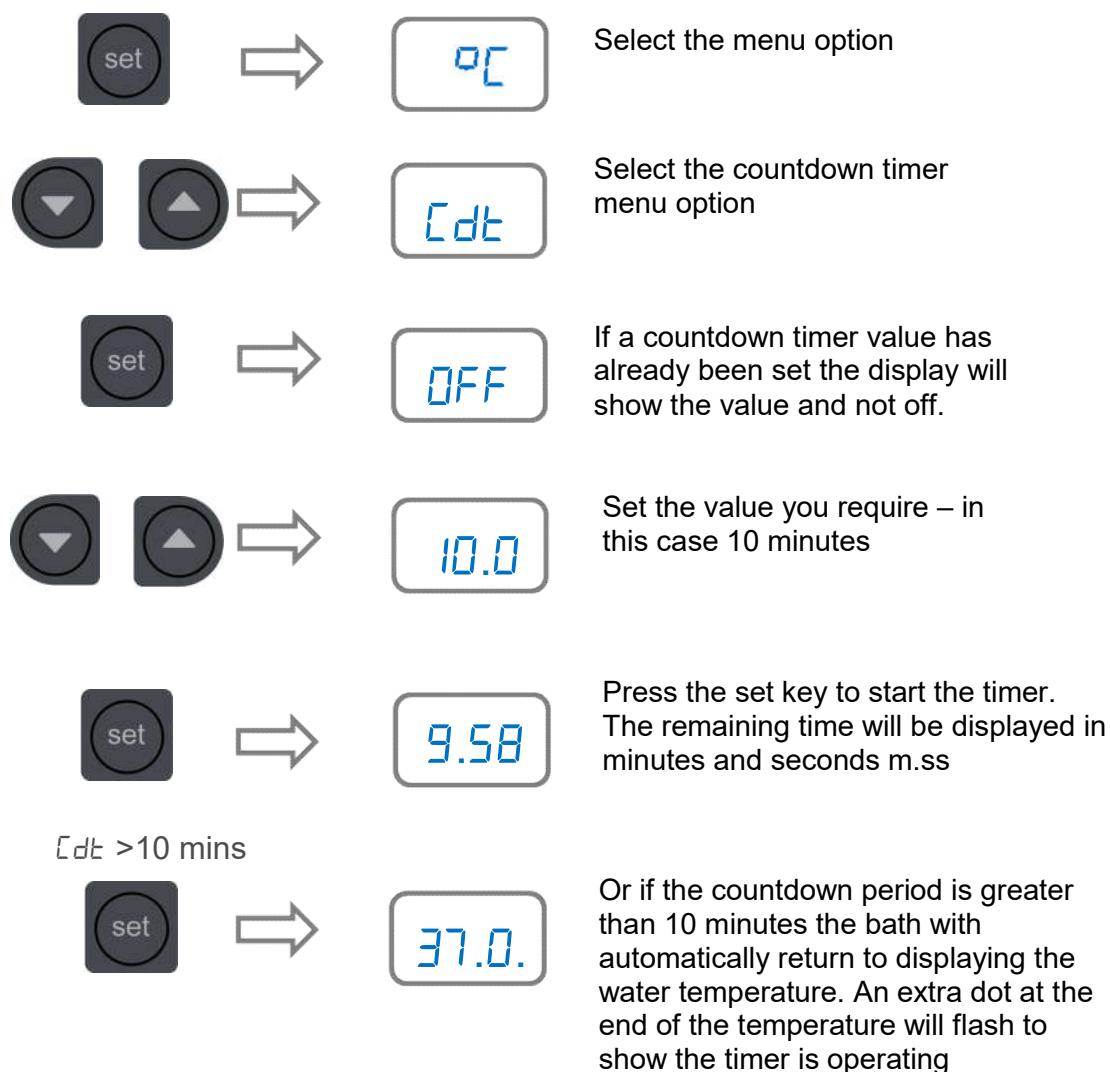 set
°C
Select the menu option
Cdt
Select the countdown timer
menu option
set
OFF
If a countdown timer value has
already been set the display will
show the value and not off.
10.0
Set the value you require – in
this case 10 minutes
set
9.58
Press the set key to start the timer.
The remaining time will be displayed in
minutes and seconds m.ss
Cdt >10 mins
set
37.0.
Or if the countdown period is greater
than 10 minutes the bath with
automatically return to displaying the
water temperature. An extra dot at the
end of the temperature will flash to
show the timer is operating